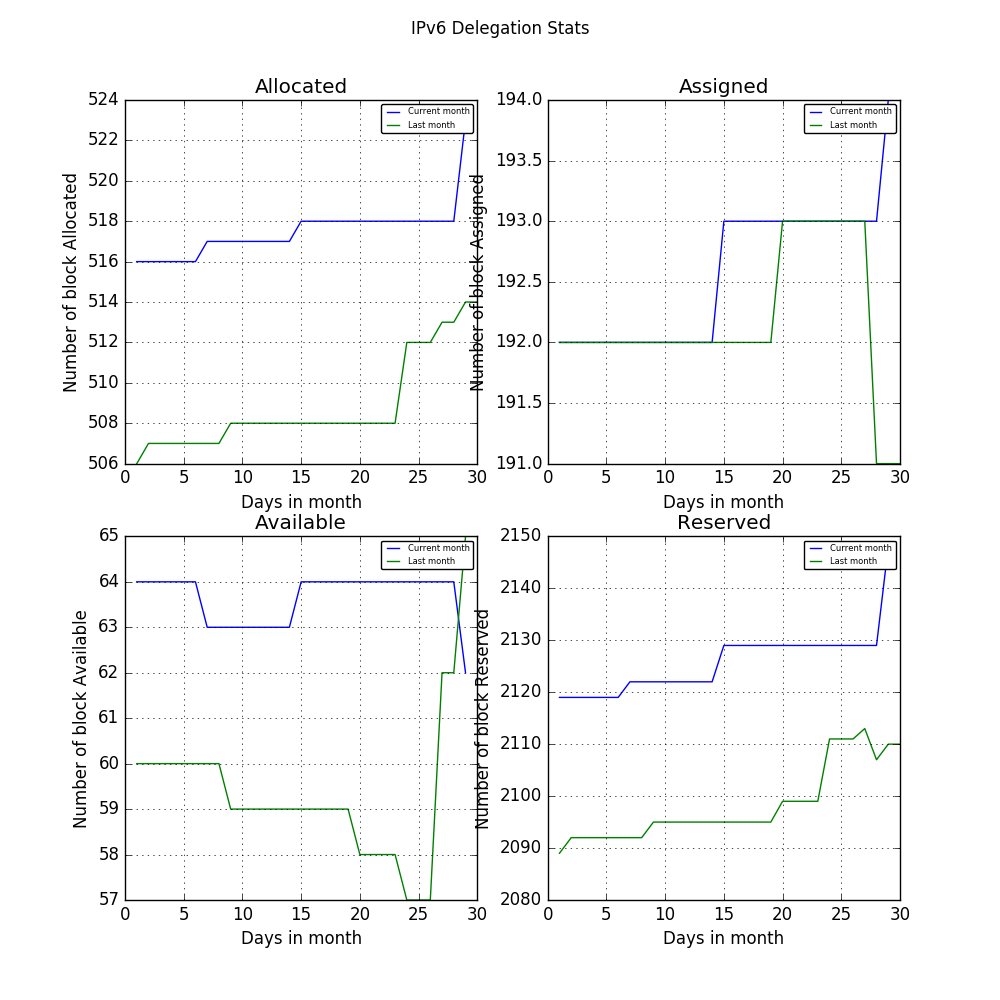 IPv6 Delegation Stats
Allocated
Number of block Allocated
524
522
520
518
516
514
512
510
508
506
Current month
Last month
0 5 10 15 20 25 30
Days in month
Assigned
Number of block Assigned
194.0
193.5
193.0
192.5
192.0
191.5
191.0
Current month
Last month
0 5 10 15 20 25 30
Days in month
Available
Number of block Available
65
64
63
62
61
60
59
58
57
Current month
Last month
0 5 10 15 20 25 30
Days in month
Reserved
Number of block Reserved
2150
2140
2130
2120
2110
2100
2090
2080
Current month
Last month
0 5 10 15 20 25 30
Days in month